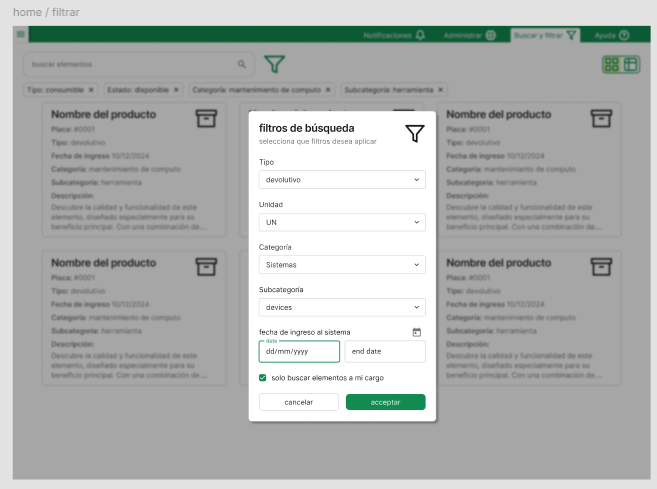 home / filtrar
Notificaciones
Administrar
Buscar y filtrar
Ayuda
buscar elementos
Tipo: consumible ×
Estado: disponible ×
Categoría: mantenimiento de computo ×
Subcategoría: herramienta ×
Nombre del producto
Placa: #0001
Tipo: devolutivo
Fecha de ingreso 10/12/2024
Categoría: mantenimiento de computo
Subcategoría: herramienta
Descripción:
Descubre la calidad y funcionalidad de este
elemento, diseñado especialmente para su
beneficio principal. Con una combinación de....
Nombre del producto
Placa: #0001
Tipo: devolutivo
Fecha de ingreso 10/12/2024
Categoría: mantenimiento de computo
Subcategoría: herramienta
Descripción:
Descubre la calidad y funcionalidad de este
elemento, diseñado especialmente para su
beneficio principal. Con una combinación de....
filtros de búsqueda
selecciona que filtros desea aplicar
Tipo
devolutivo
Unidad
UN
Categoría
Sistemas
Subcategoría
devices
fecha de ingreso al sistema
date
dd/mm/yyyy
end date
solo buscar elementos a mi cargo
cancelar
acceptar
Nombre del producto
Placa: #0001
Tipo: devolutivo
Fecha de ingreso 10/12/2024
Categoría: mantenimiento de computo
Subcategoría: herramienta
Descripción:
Descubre la calidad y funcionalidad de este
elemento, diseñado especialmente para su
beneficio principal. Con una combinación de....
Nombre del producto
Placa: #0001
Tipo: devolutivo
Fecha de ingreso 10/12/2024
Categoría: mantenimiento de computo
Subcategoría: herramienta
Descripción:
Descubre la calidad y funcionalidad de este
elemento, diseñado especialmente para su
beneficio principal. Con una combinación de....